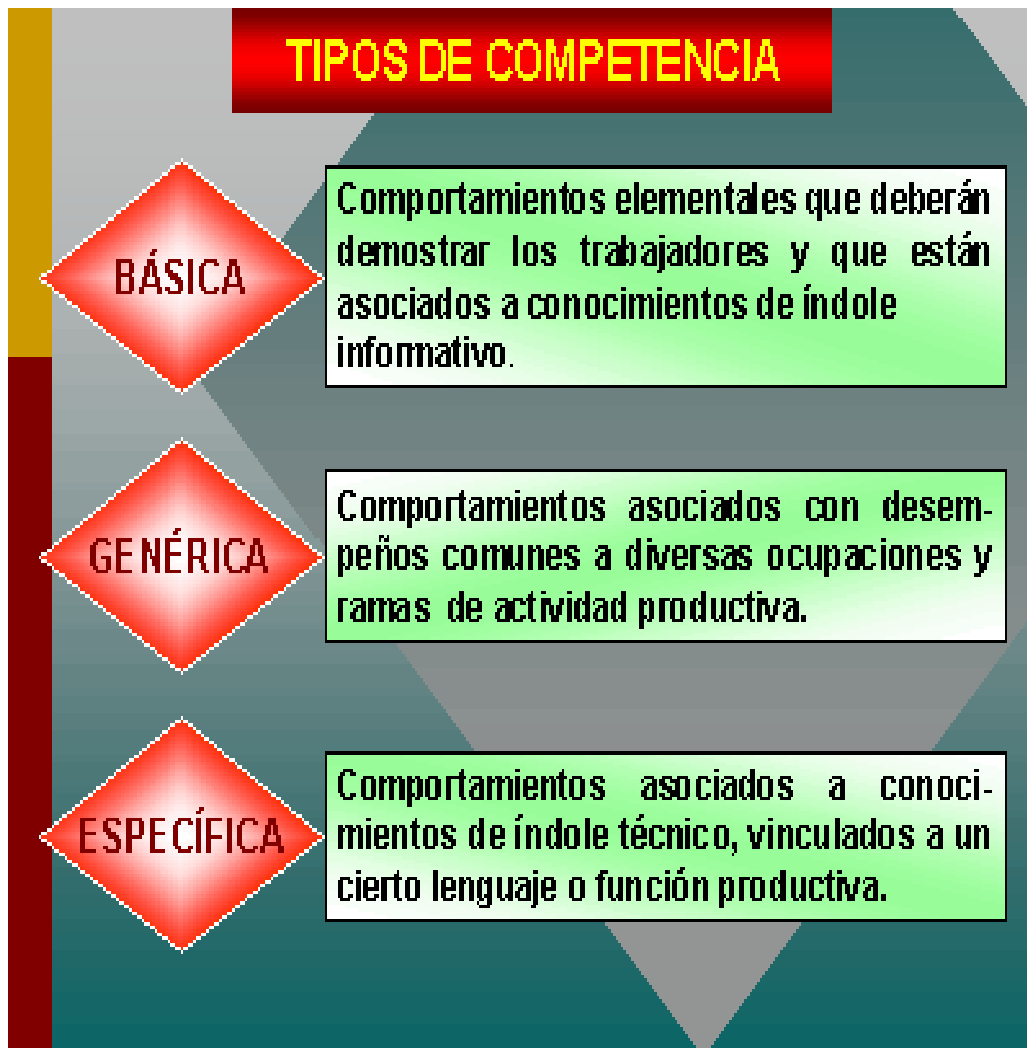 TIPOS DE COMPETENCIA
BÁSICA
Comportamientos elementales que deberán
demostrar los trabajadores y que están
asociados a conocimientos de índole
informativo.
GENÉRICA
Comportamientos asociados con desem-
peños comunes a diversas ocupaciones y
ramas de actividad productiva.
ESPECÍFICA
Comportamientos asociados a conoci-
mientos de índole técnico, vinculados a un
cierto lenguaje o función productiva.